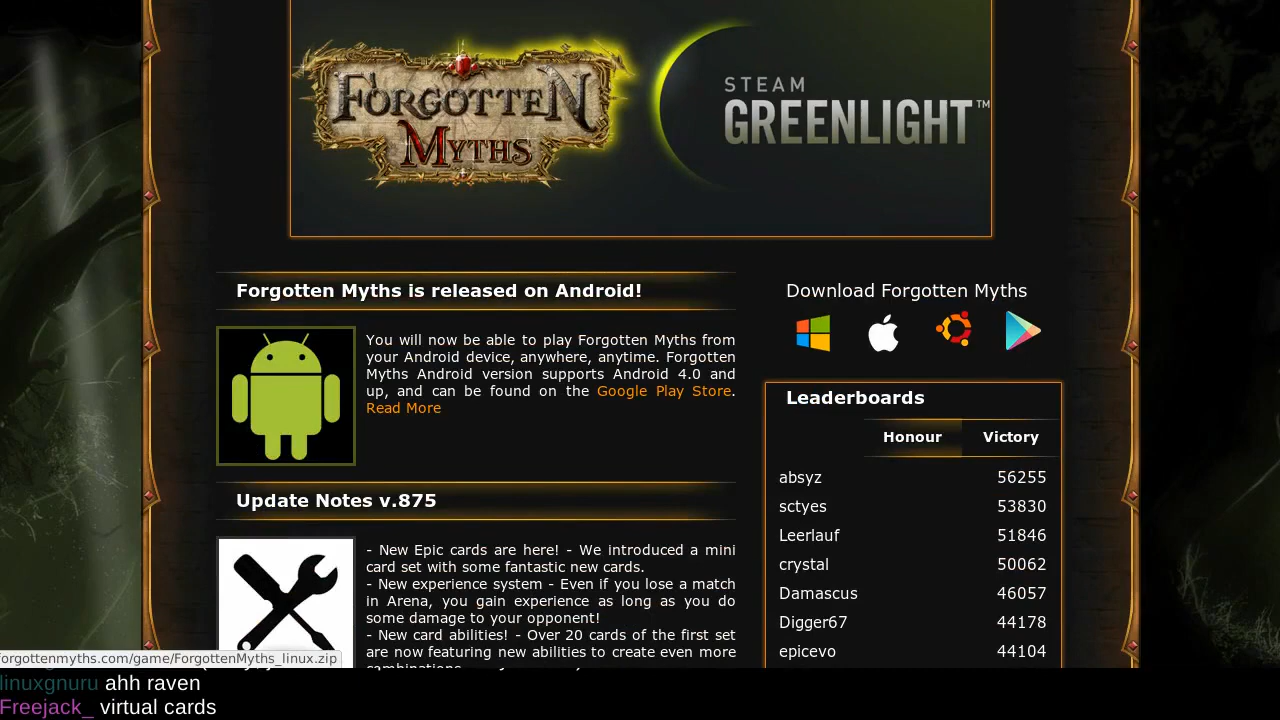 FORGOTTEN
MYTHS
STEAM
GREENLIGHT™
Forgotten Myths is released on Android!
You will now be able to play Forgotten Myths from
your Android device, anywhere, anytime. Forgotten
Myths Android version supports Android 4.0 and
up, and can be found on the Google Play Store.
Read More
Update Notes v.875
- New Epic cards are here! - We introduced a mini
card set with some fantastic new cards.
- New experience system - Even if you lose a match
in Arena, you gain experience as long as you do
some damage to your opponent!
- New card abilities! - Over 20 cards of the first set
are now featuring new abilities to create even more
Download Forgotten Myths
Leaderboards
Honour Victory
absyz 56255
sctyes 53830
Leerlauf 51846
crystal 50062
Damascus 46057
Digger67 44178
epicevo 44104
forgottenmyths.com/game/ForgottenMyths_linux.zip
linuxgnuru ahh raven
Freejack_ virtual cards